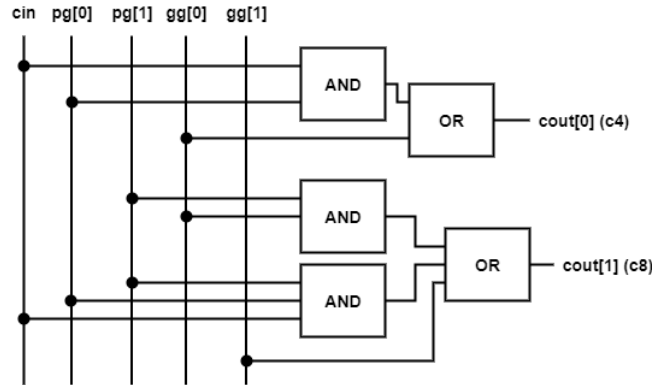 cin pg[0] pg[1] gg[0] gg[1]
AND
OR
cout[0] (c4)
AND
OR
cout[1] (c8)
AND